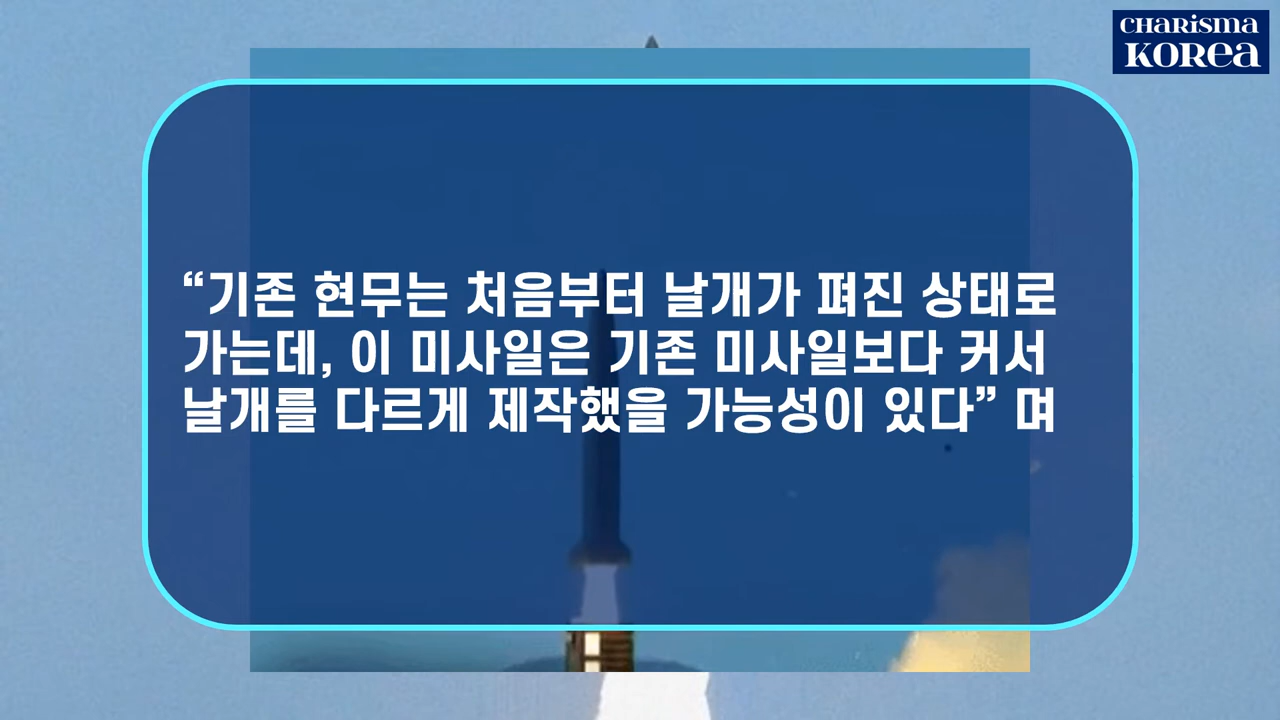 CHARISMA
KOREA
“기존 현무는 처음부터 날개가 펴진 상태로
가는데, 이 미사일은 기존 미사일보다 커서
날개를 다르게 제작했을 가능성이 있다” 며